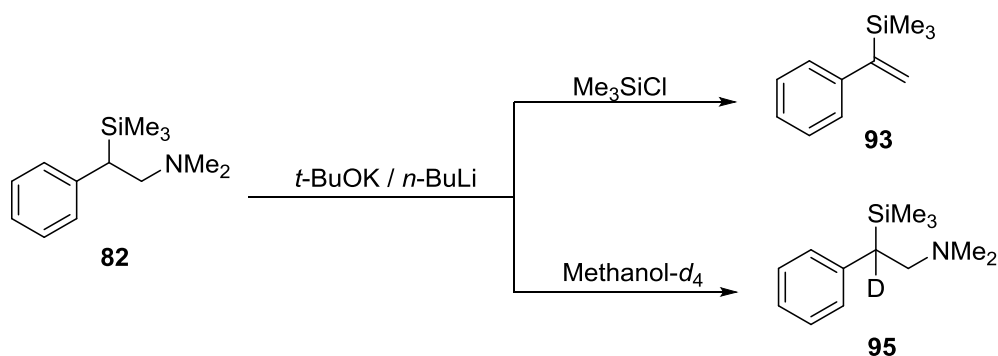 SiMe₃
NMe₂
82
t-BuOK / n-BuLi
Me₃SiCl
SiMe₃
93
Methanol-d₄
SiMe₃
NMe₂
D
95